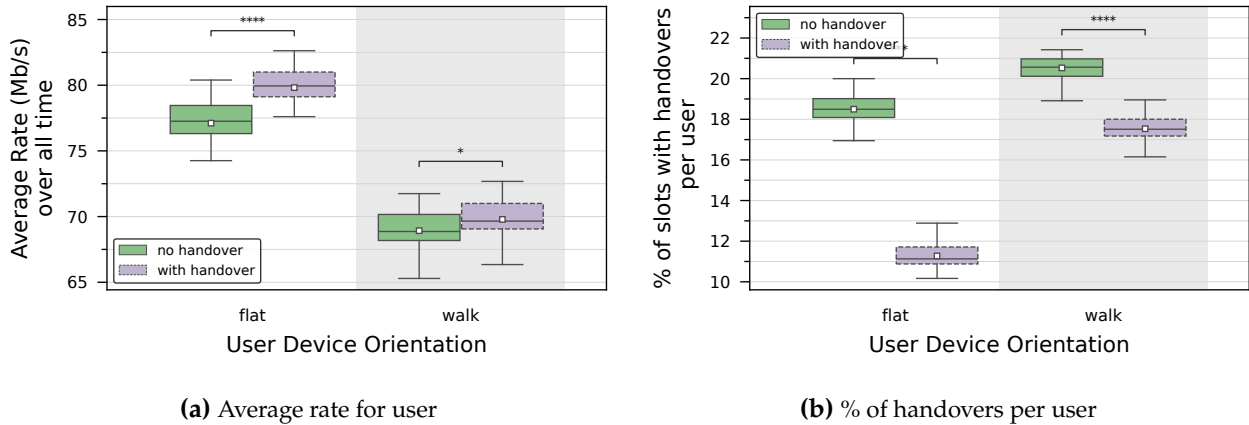 85
80
75
70
65
Average Rate (Mb/s)
over all time
****
*
no handover
with handover
flat
walk
User Device Orientation
(a) Average rate for user
22
20
18
16
14
13
12
11
10
% of slots with handovers
per user
no handover
with handover
****
flat
walk
User Device Orientation
(b) % of handovers per user